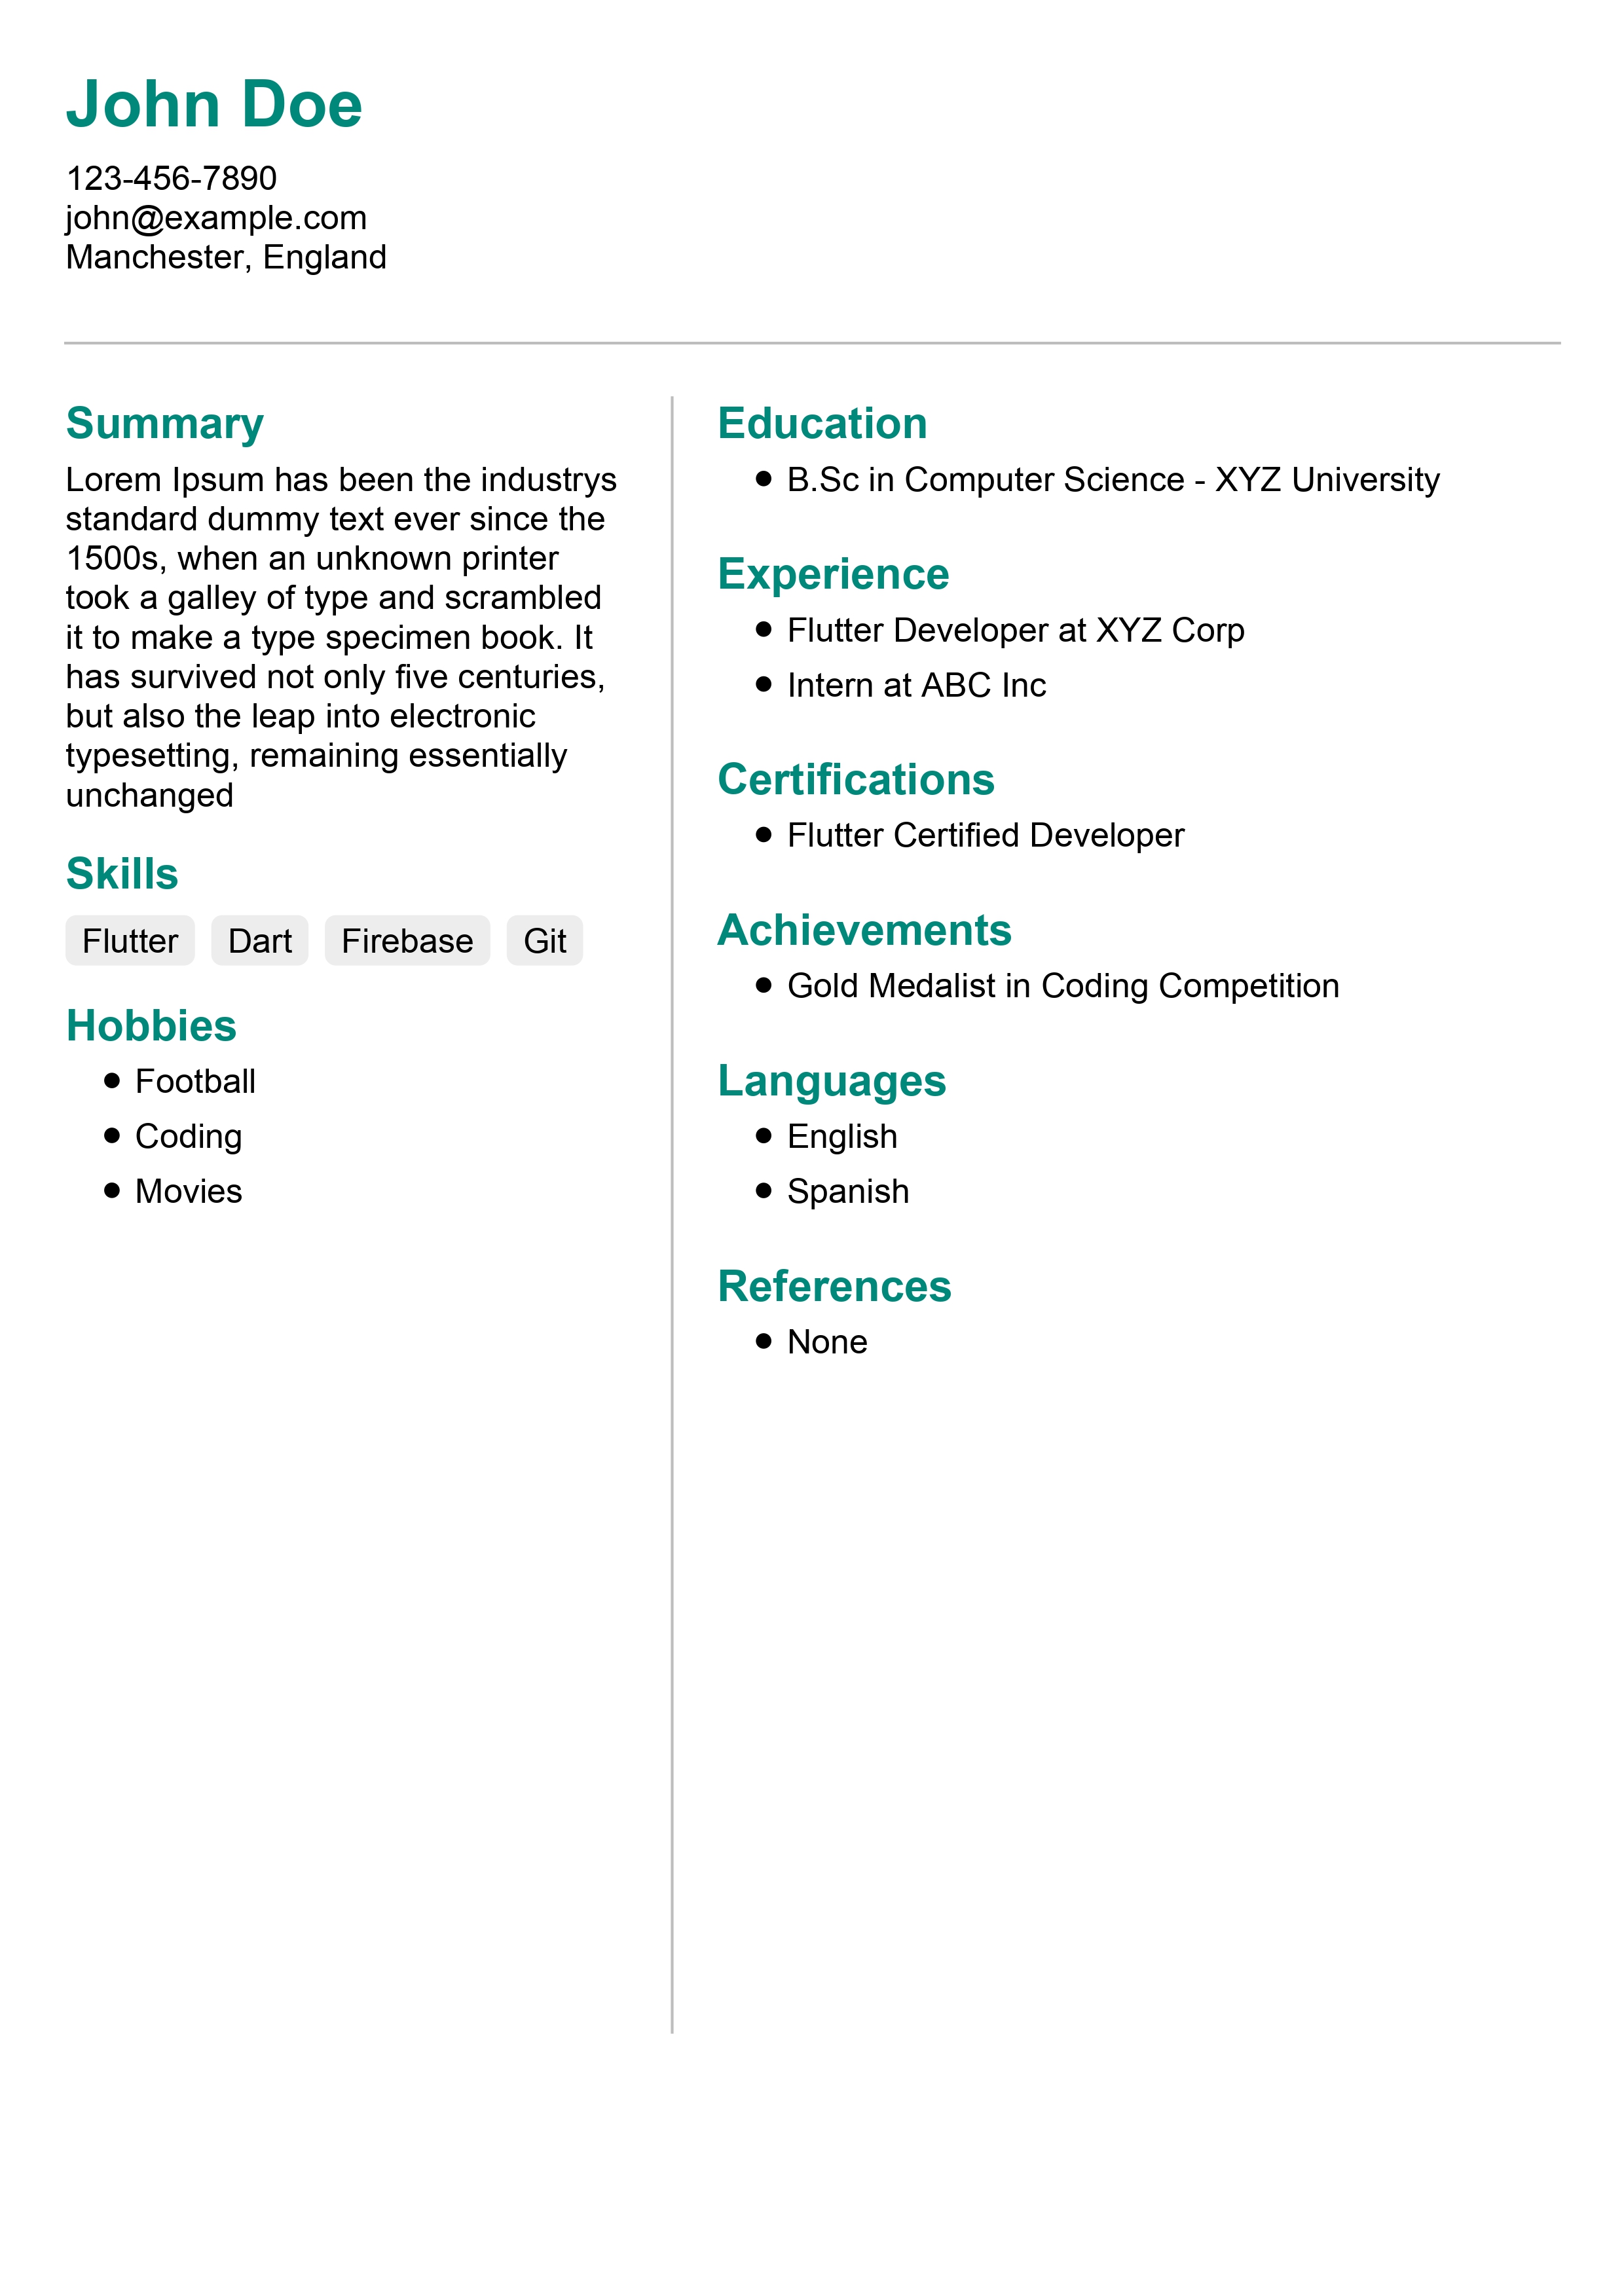 John Doe
123-456-7890
john@example.com
Manchester, England
Summary
Lorem Ipsum has been the industrys
standard dummy text ever since the
1500s, when an unknown printer
took a galley of type and scrambled
it to make a type specimen book. It
has survived not only five centuries,
but also the leap into electronic
typesetting, remaining essentially
unchanged
Skills
Flutter Dart Firebase Git
Hobbies
● Football
● Coding
● Movies
Education
● B.Sc in Computer Science - XYZ University
Experience
● Flutter Developer at XYZ Corp
● Intern at ABC Inc
Certifications
● Flutter Certified Developer
Achievements
● Gold Medalist in Coding Competition
Languages
● English
● Spanish
References
● None